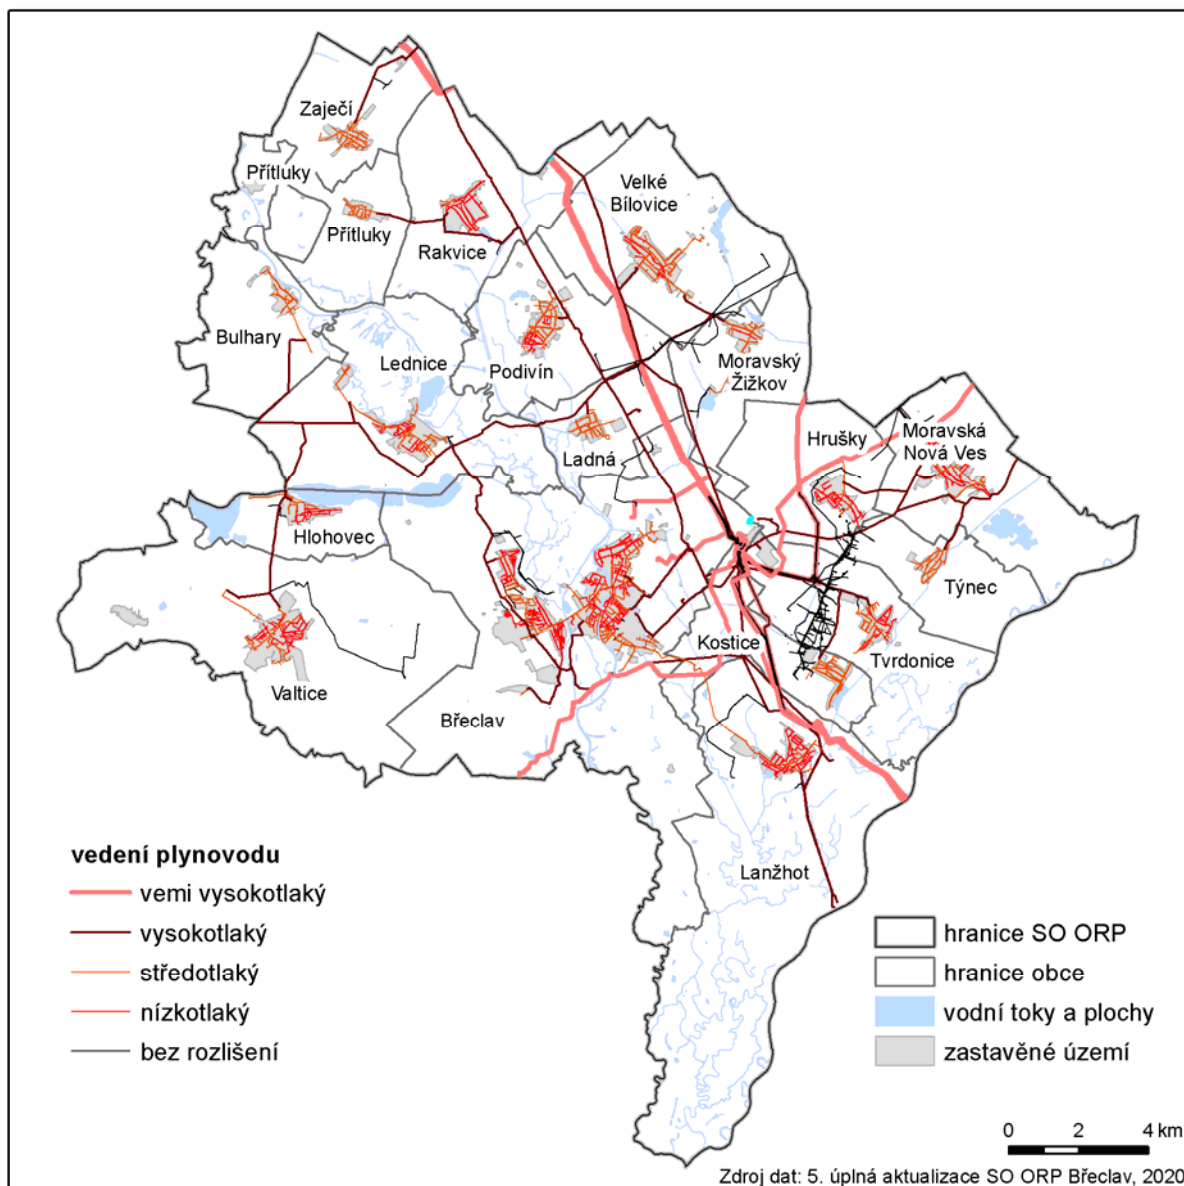 Zaječí
Přítluky
Velké
Bílovice
Přítluky
Rakvice
Bulhary
Lednice
Podivín
Moravský
Žižkov
Hrušky
Moravská
Nová Ves
Ladná
Hlohovec
Týnec
Kostice
Tvrdonice
Valtice
Břeclav
Lanžhot
vedení plynovodu
vemi vysokotlaký
vysokotlaký
středotlaký
nízkotlaký
bez rozlišení
hranice SO ORP
hranice obce
vodní toky a plochy
zastavěné území
0 2 4 km
Zdroj dat: 5. úplná aktualizace SO ORP Břeclav, 2020